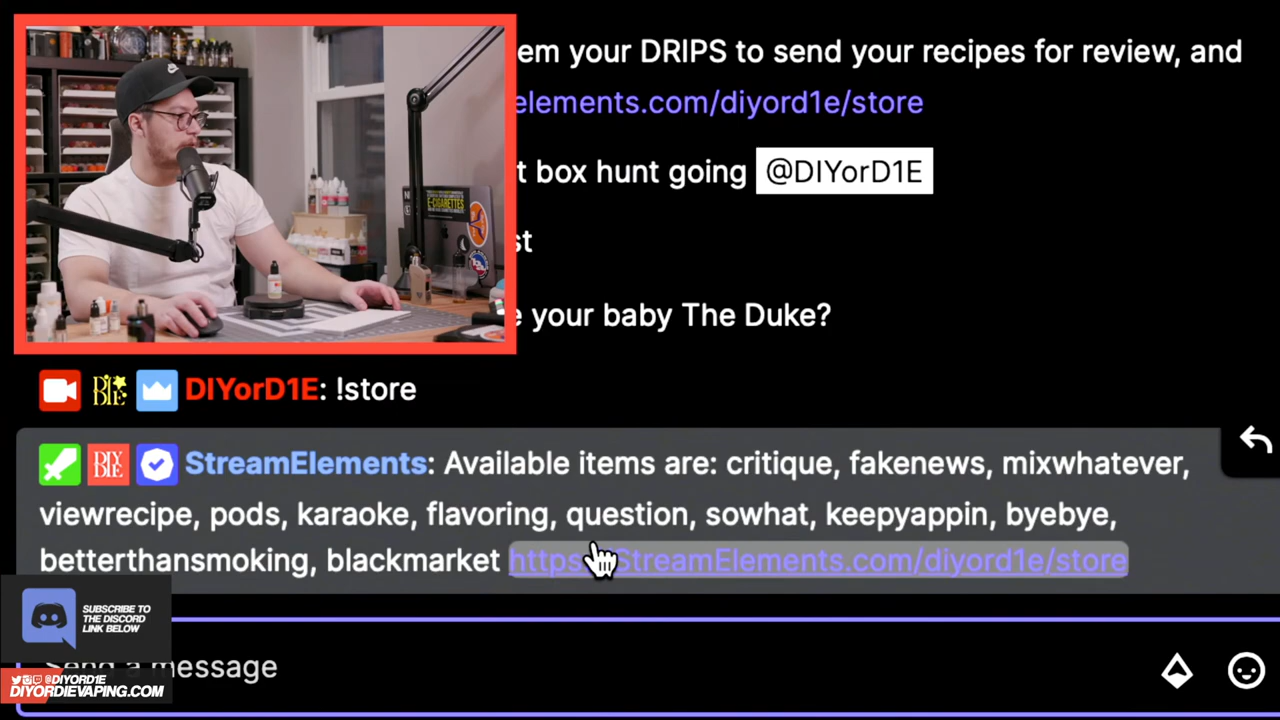 em your DRIPS to send your recipes for review, and
elements.com/diyord1e/store
t box hunt going @DIYorD1E
st
e your baby The Duke?
DIYorD1E: !store
StreamElements: Available items are: critique, fakenews, mixwhatever,
viewrecipe, pods, karaoke, flavoring, question, sowhat, keepyappin, byebye,
betterthansmoking, blackmarket https StreamElements.com/diyord1e/store
SUBSCRIBE TO
THE DISCORD
LINK BELOW
Send a message
@DIYORD1E
DIYORDIEVAPING.COM
E-CIGARETTES